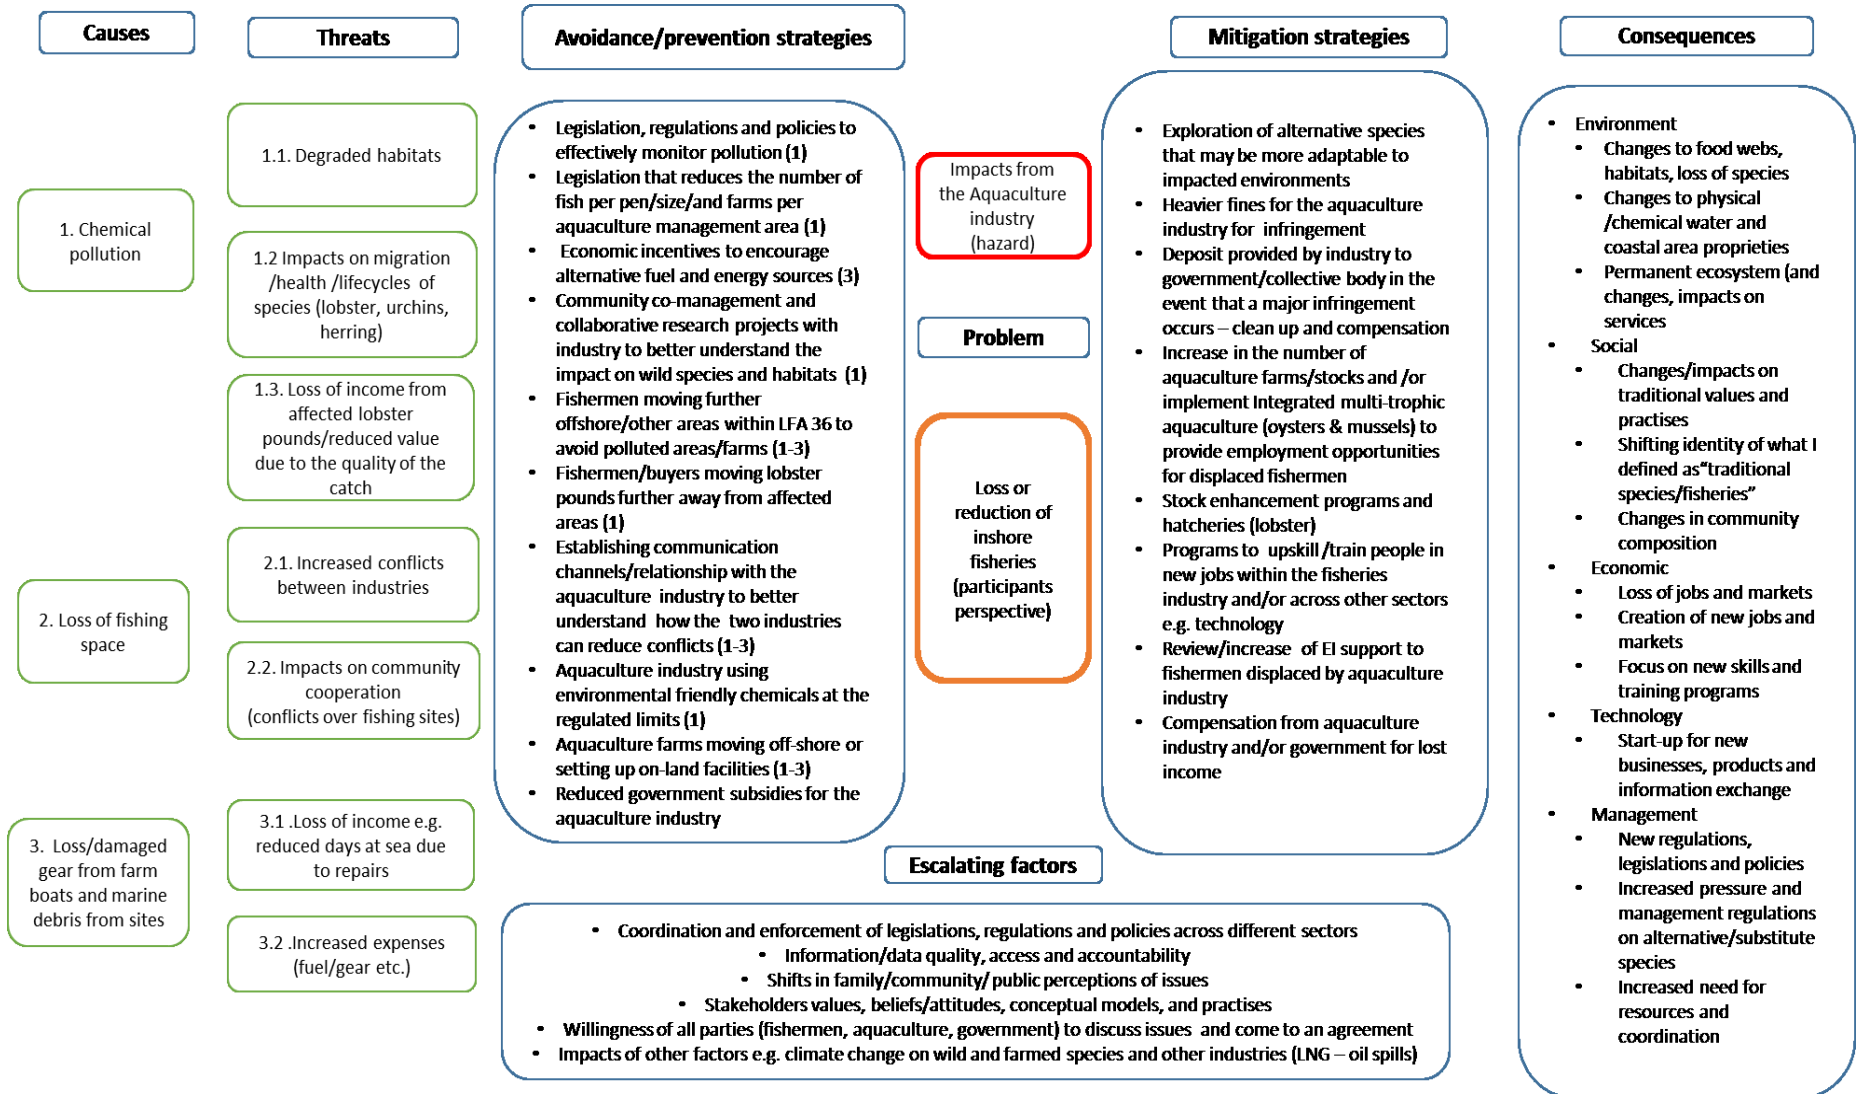 Causes
Threats
Avoidance/prevention strategies
Mitigation strategies
Consequences
1. Chemical
pollution
2. Loss of fishing
space
3. Loss/damaged
gear from farm
boats and marine
debris from sites
1.1. Degraded habitats
1.2 Impacts on migration
/health /lifecycles of
species (lobster, urchins,
herring)
1.3. Loss of income from
affected lobster
pounds/reduced value
due to the quality of the
catch
2.1. Increased conflicts
between industries
2.2. Impacts on community
cooperation
(conflicts over fishing sites)
3.1 .Loss of income e.g.
reduced days at sea due
to repairs
3.2 .Increased expenses
(fuel/gear etc.)
• Legislation, regulations and policies to
effectively monitor pollution (1)
• Legislation that reduces the number of
fish per pen/size/and farms per
aquaculture management area (1)
• Economic incentives to encourage
alternative fuel and energy sources (3)
• Community co-management and
collaborative research projects with
industry to better understand the
impact on wild species and habitats (1)
• Fishermen moving further
offshore/other areas within LFA 36 to
avoid polluted areas/farms (1-3)
• Fishermen/buyers moving lobster
pounds further away from affected
areas (1)
• Establishing communication
channels/relationship with the
aquaculture industry to better
understand how the two industries
can reduce conflicts (1-3)
• Aquaculture industry using
environmental friendly chemicals at the
regulated limits (1)
• Aquaculture farms moving off-shore or
setting up on-land facilities (1-3)
• Reduced government subsidies for the
aquaculture industry
Impacts from
the Aquaculture
industry
(hazard)
Problem
Loss or
reduction of
inshore
fisheries
(participants
perspective)
• Exploration of alternative species
that may be more adaptable to
impacted environments
• Heavier fines for the aquaculture
industry for infringement
• Deposit provided by industry to
government/collective body in the
event that a major infringement
occurs – clean up and compensation
• Increase in the number of
aquaculture farms/stocks and /or
implement Integrated multi-trophic
aquaculture (oysters & mussels) to
provide employment opportunities
for displaced fishermen
• Stock enhancement programs and
hatcheries (lobster)
• Programs to upskill /train people in
new jobs within the fisheries
industry and/or across other sectors
e.g. technology
• Review/increase of EI support to
fishermen displaced by aquaculture
industry
• Compensation from aquaculture
industry and/or government for lost
income
Escalating factors
• Coordination and enforcement of legislations, regulations and policies across different sectors
• Information/data quality, access and accountability
• Shifts in family/community/ public perceptions of issues
• Stakeholders values, beliefs/attitudes, conceptual models, and practises
• Willingness of all parties (fishermen, aquaculture, government) to discuss issues and come to an agreement
• Impacts of other factors e.g. climate change on wild and farmed species and other industries (LNG – oil spills)
• Environment
• Changes to food webs,
habitats, loss of species
• Changes to physical
/chemical water and
coastal area proprieties
• Permanent ecosystem (and
changes, impacts on
services
• Social
• Changes/impacts on
traditional values and
practises
• Shifting identity of what I
defined as“traditional
species/fisheries”
• Changes in community
composition
• Economic
• Loss of jobs and markets
• Creation of new jobs and
markets
• Focus on new skills and
training programs
• Technology
• Start-up for new
businesses, products and
information exchange
• Management
• New regulations,
legislations and policies
• Increased pressure and
management regulations
on alternative/substitute
species
• Increased need for
resources and
coordination